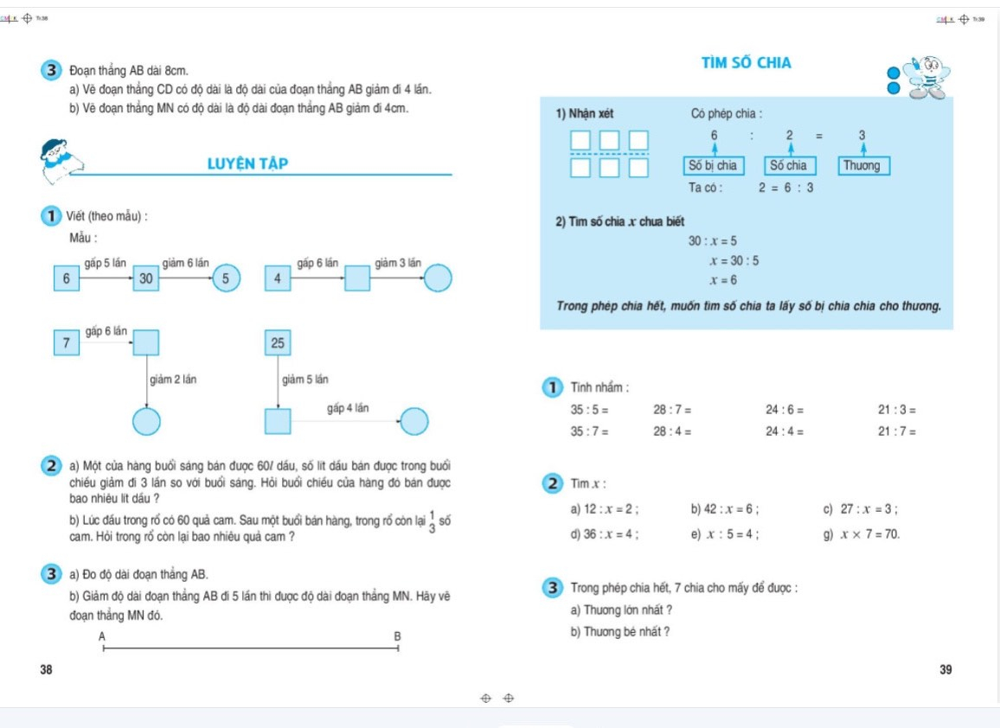 CMYK Tr.38
CMYK Tr.39
3 Đoạn thẳng AB dài 8cm.
a) Vẽ đoạn thẳng CD có độ dài là độ dài của đoạn thẳng AB giảm đi 4 lần.
b) Vẽ đoạn thẳng MN có độ dài là độ dài đoạn thẳng AB giảm đi 4cm.
LUYỆN TẬP
1 Viết (theo mẫu) :
Mẫu :
gấp 5 lần giảm 6 lần gấp 6 lần giảm 3 lần
6 30 5 4
gấp 6 lần
7 25
giảm 2 lần giảm 5 lần
gấp 4 lần
2 a) Một cửa hàng buổi sáng bán được 60l dầu, số lít dầu bán được trong buổi
chiều giảm đi 3 lần so với buổi sáng. Hỏi buổi chiều cửa hàng đó bán được
bao nhiêu lít dầu ?
b) Lúc đầu trong rổ có 60 quả cam. Sau một buổi bán hàng, trong rổ còn lại 1/3 số
cam. Hỏi trong rổ còn lại bao nhiêu quả cam ?
3 a) Đo độ dài đoạn thẳng AB.
b) Giảm độ dài đoạn thẳng AB đi 5 lần thì được độ dài đoạn thẳng MN. Hãy vẽ
đoạn thẳng MN đó.
A B
38
TÌM SỐ CHIA
1) Nhận xét Có phép chia :
6 : 2 = 3
Số bị chia Số chia Thương
Ta có : 2 = 6 : 3
2) Tìm số chia x chưa biết
30 : x = 5
x = 30 : 5
x = 6
Trong phép chia hết, muốn tìm số chia ta lấy số bị chia chia cho thương.
1 Tính nhẩm :
35 : 5 = 28 : 7 = 24 : 6 = 21 : 3 =
35 : 7 = 28 : 4 = 24 : 4 = 21 : 7 =
2 Tìm x :
a) 12 : x = 2 ; b) 42 : x = 6 ; c) 27 : x = 3 ;
d) 36 : x = 4 ; e) x : 5 = 4 ; g) x × 7 = 70.
3 Trong phép chia hết, 7 chia cho mấy để được :
a) Thương lớn nhất ?
b) Thương bé nhất ?
39